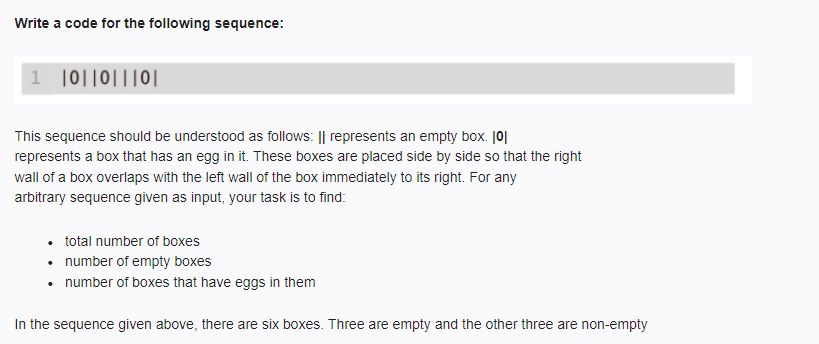 Write a code for the following sequence:
1 |0||0|||0|
This sequence should be understood as follows: || represents an empty box. |0|
represents a box that has an egg in it. These boxes are placed side by side so that the right
wall of a box overlaps with the left wall of the box immediately to its right. For any
arbitrary sequence given as input, your task is to find:
• total number of boxes
• number of empty boxes
• number of boxes that have eggs in them
In the sequence given above, there are six boxes. Three are empty and the other three are non-empty